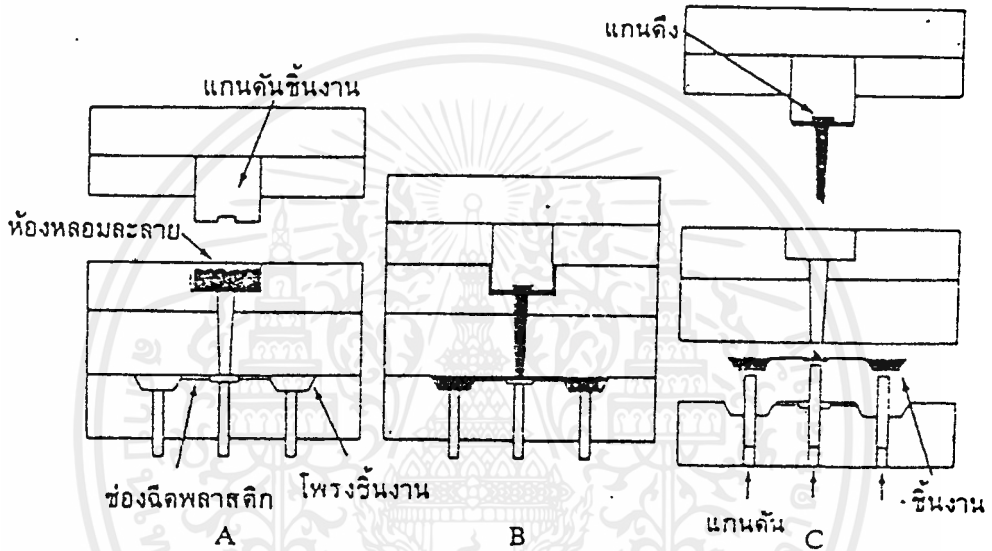 แกนดึง
แกนดันชิ้นงาน
ห้องหลอมละลาย
ช่องฉีดพลาสติก
โพรงชิ้นงาน
ชิ้นงาน
แกนดัน
A
B
C